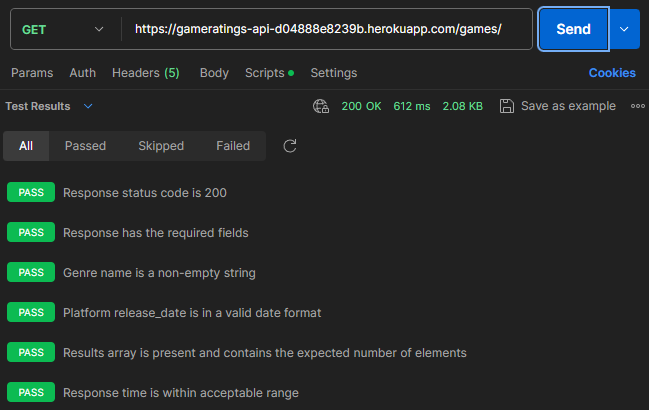 GET https://gameratings-api-d04888e8239b.herokuapp.com/games/ Send
Params Auth Headers (5) Body Scripts Settings Cookies
Test Results 200 OK 612 ms 2.08 KB Save as example
All Passed Skipped Failed
PASS Response status code is 200
PASS Response has the required fields
PASS Genre name is a non-empty string
PASS Platform release_date is in a valid date format
PASS Results array is present and contains the expected number of elements
PASS Response time is within acceptable range